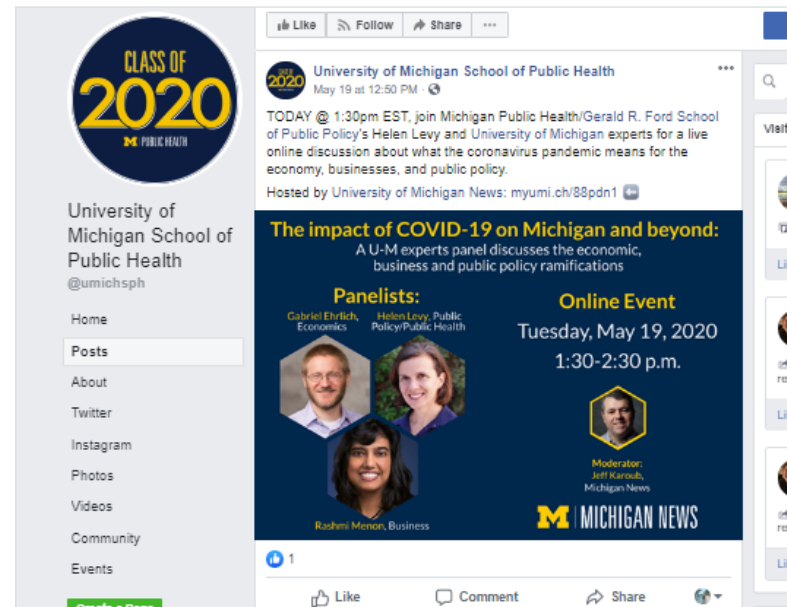 Like Follow Share
CLASS OF
2020
M PUBLIC HEALTH
University of
Michigan School of
Public Health
@umichsph
Home
Posts
About
Twitter
Instagram
Photos
Videos
Community
Events
Create a Page
2020
University of Michigan School of Public Health
May 19 at 12:50 PM ·
TODAY @ 1:30pm EST, join Michigan Public Health/Gerald R. Ford School
of Public Policy's Helen Levy and University of Michigan experts for a live
online discussion about what the coronavirus pandemic means for the
economy, businesses, and public policy.
Hosted by University of Michigan News: myumi.ch/88pdn1
The impact of COVID-19 on Michigan and beyond:
A U-M experts panel discusses the economic,
business and public policy ramifications
Panelists:
Gabriel Ehrlich,
Economics
Helen Levy, Public
Policy/Public Health
Rashmi Menon, Business
Online Event
Tuesday, May 19, 2020
1:30-2:30 p.m.
Moderator:
Jeff Karoub,
Michigan News
M | MICHIGAN NEWS
1
Like Comment Share